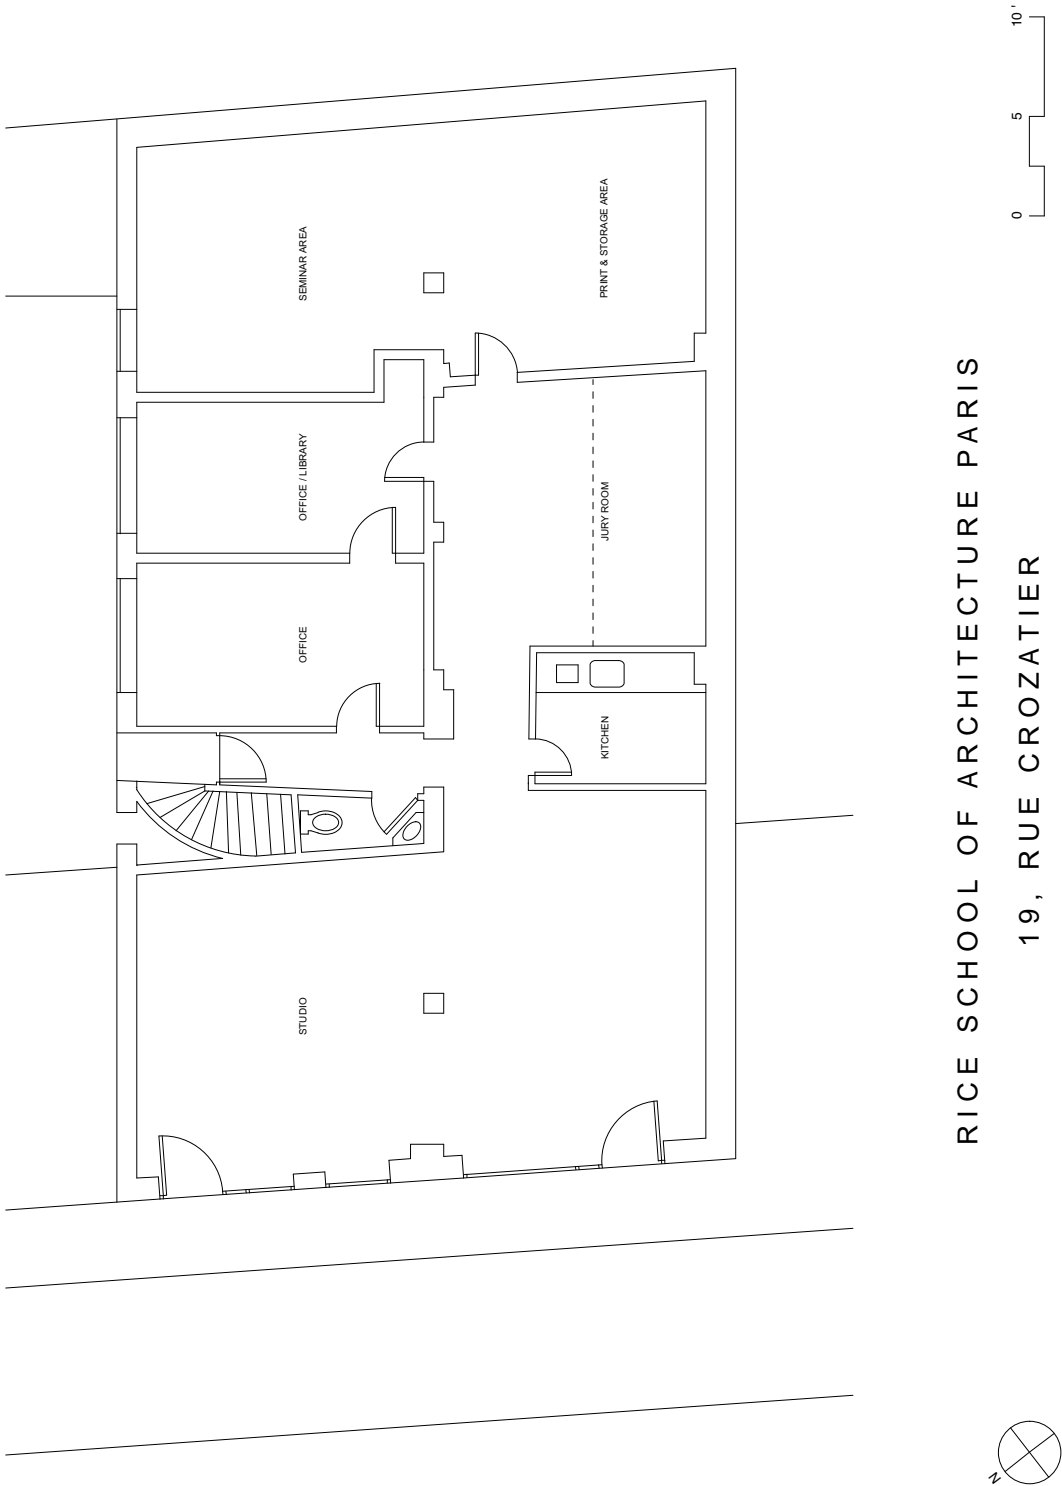 SEMINAR AREA
PRINT & STORAGE AREA
OFFICE / LIBRARY
JURY ROOM
OFFICE
KITCHEN
STUDIO
RICE SCHOOL OF ARCHITECTURE PARIS
19, RUE CROZATIER
0 5 10'
N